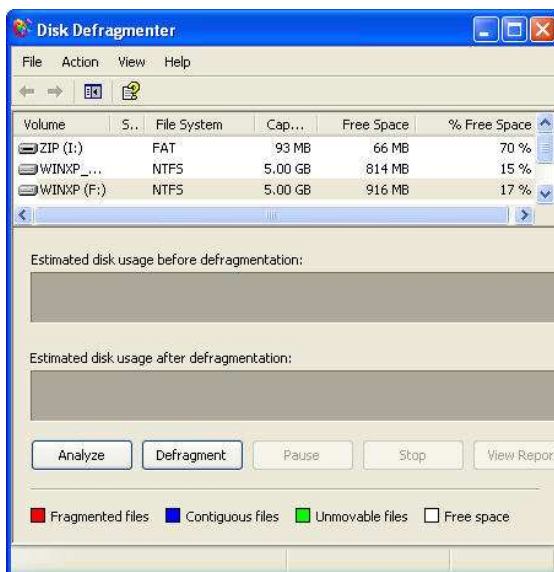 Disk Defragmenter
File Action View Help
Volume S.. File System Cap... Free Space % Free Space
ZIP (I:) FAT 93 MB 66 MB 70 %
WINXP_... NTFS 5.00 GB 814 MB 15 %
WINXP (F:) NTFS 5.00 GB 916 MB 17 %
Estimated disk usage before defragmentation:
Estimated disk usage after defragmentation:
Analyze Defragment Pause Stop View Repor
Fragmented files Contiguous files Unmovable files Free space